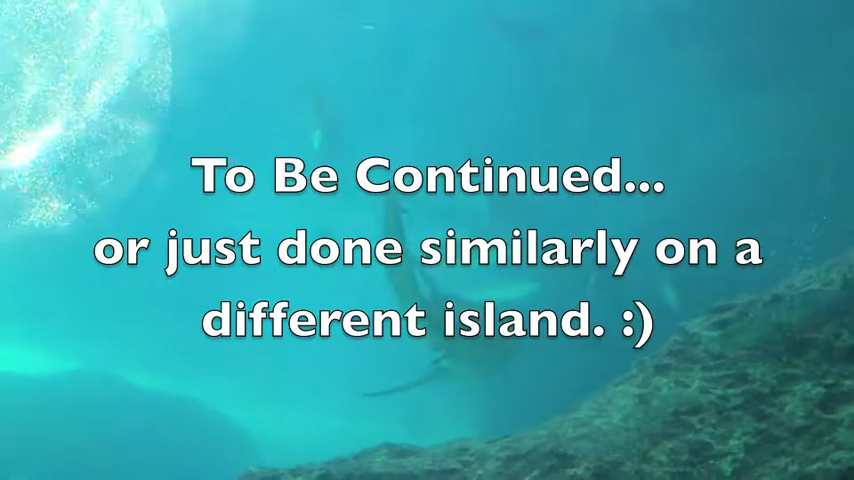 To Be Continued...
or just done similarly on a
different island. :)